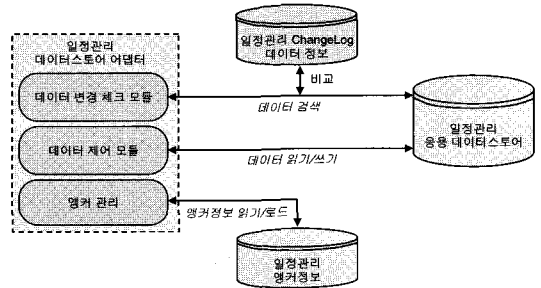 일정관리 ChangeLog
데이터 정보
일정관리
데이터스토어 어댑터
비교
데이터 변경 체크 모듈
데이터 검색
일정관리
응용 데이터스토어
데이터 제어 모듈
데이터 읽기/쓰기
앵커 관리
앵커정보 읽기/로드
일정관리
앵커정보